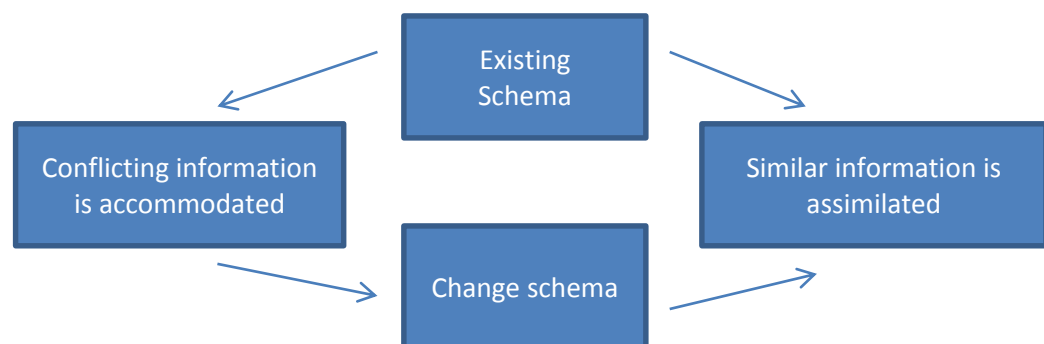 Existing
Schema
Conflicting information
is accommodated
Similar information is
assimilated
Change schema